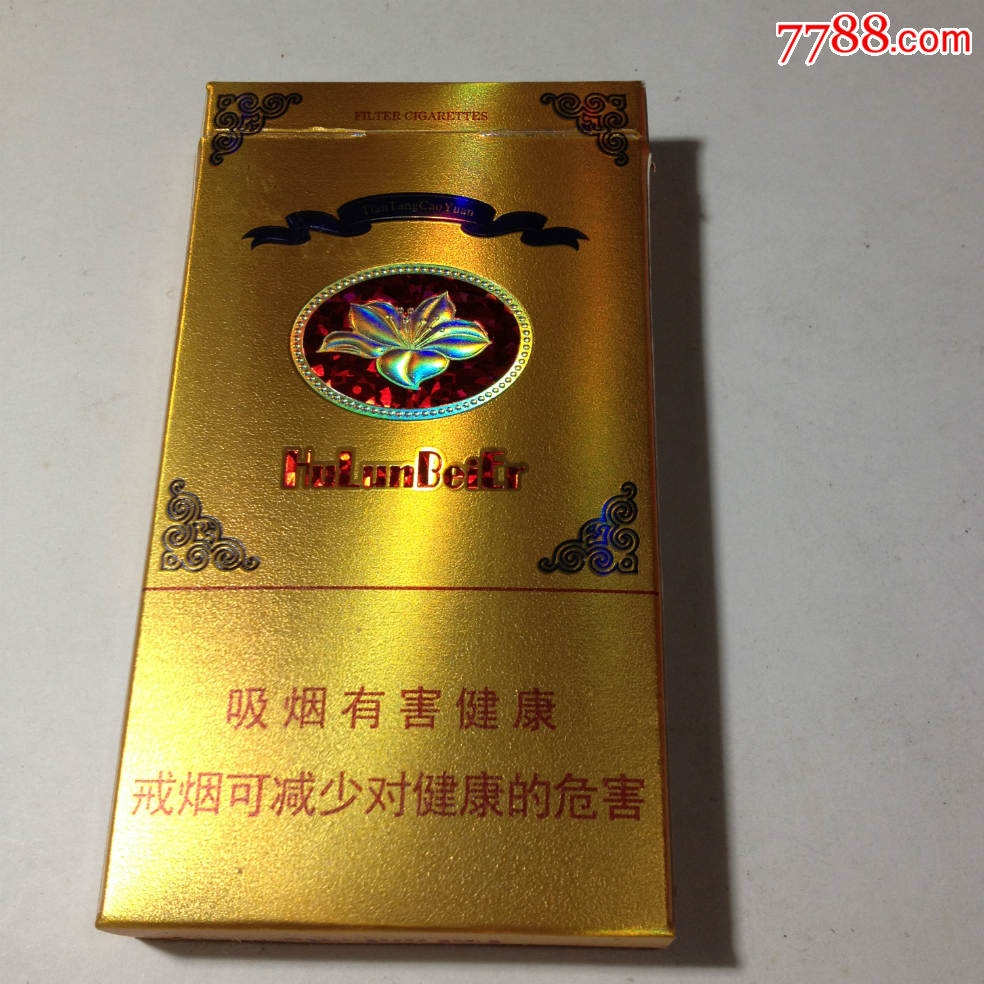 7788.com
FILTER CIGARETTES
TianTangCaoYuan
HuLunBeiEr
吸烟有害健康
戒烟可减少对健康的危害